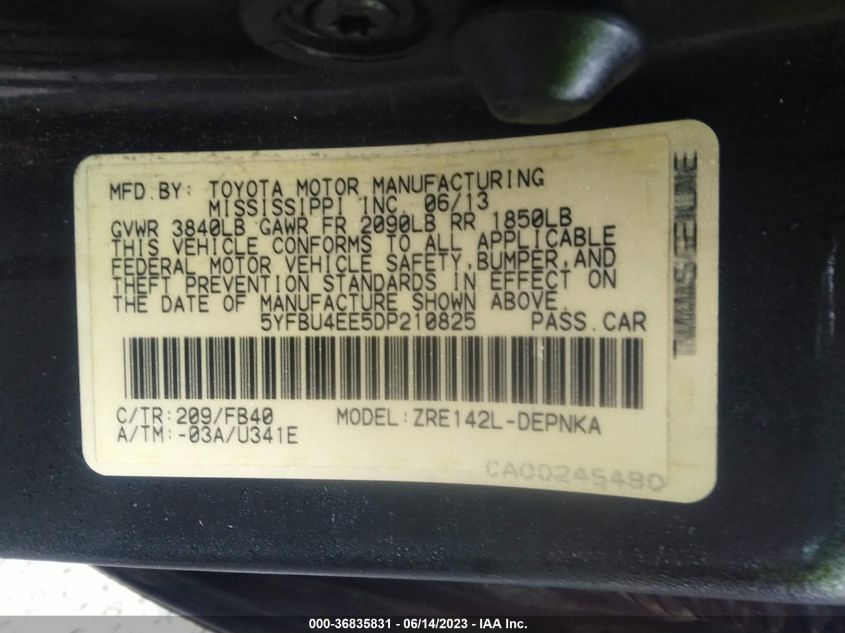 MFD.BY: TOYOTA MOTOR MANUFACTURING
MISSISSIPPI INC. 06/13
GVWR 3840LB GAWR FR 2090LB RR 1850LB
THIS VEHICLE CONFORMS TO ALL APPLICABLE
FEDERAL MOTOR VEHICLE SAFETY,BUMPER,AND
THEFT PREVENTION STANDARDS IN EFFECT ON
THE DATE OF MANUFACTURE SHOWN ABOVE.
5YFBU4EE5DP210825 PASS.CAR
C/TR:209/FB40 MODEL:ZRE142L-DEPNKA
A/TM:-03A/U341E
CA00245480
GENUINE
000-36835831 - 06/14/2023 - IAA Inc.